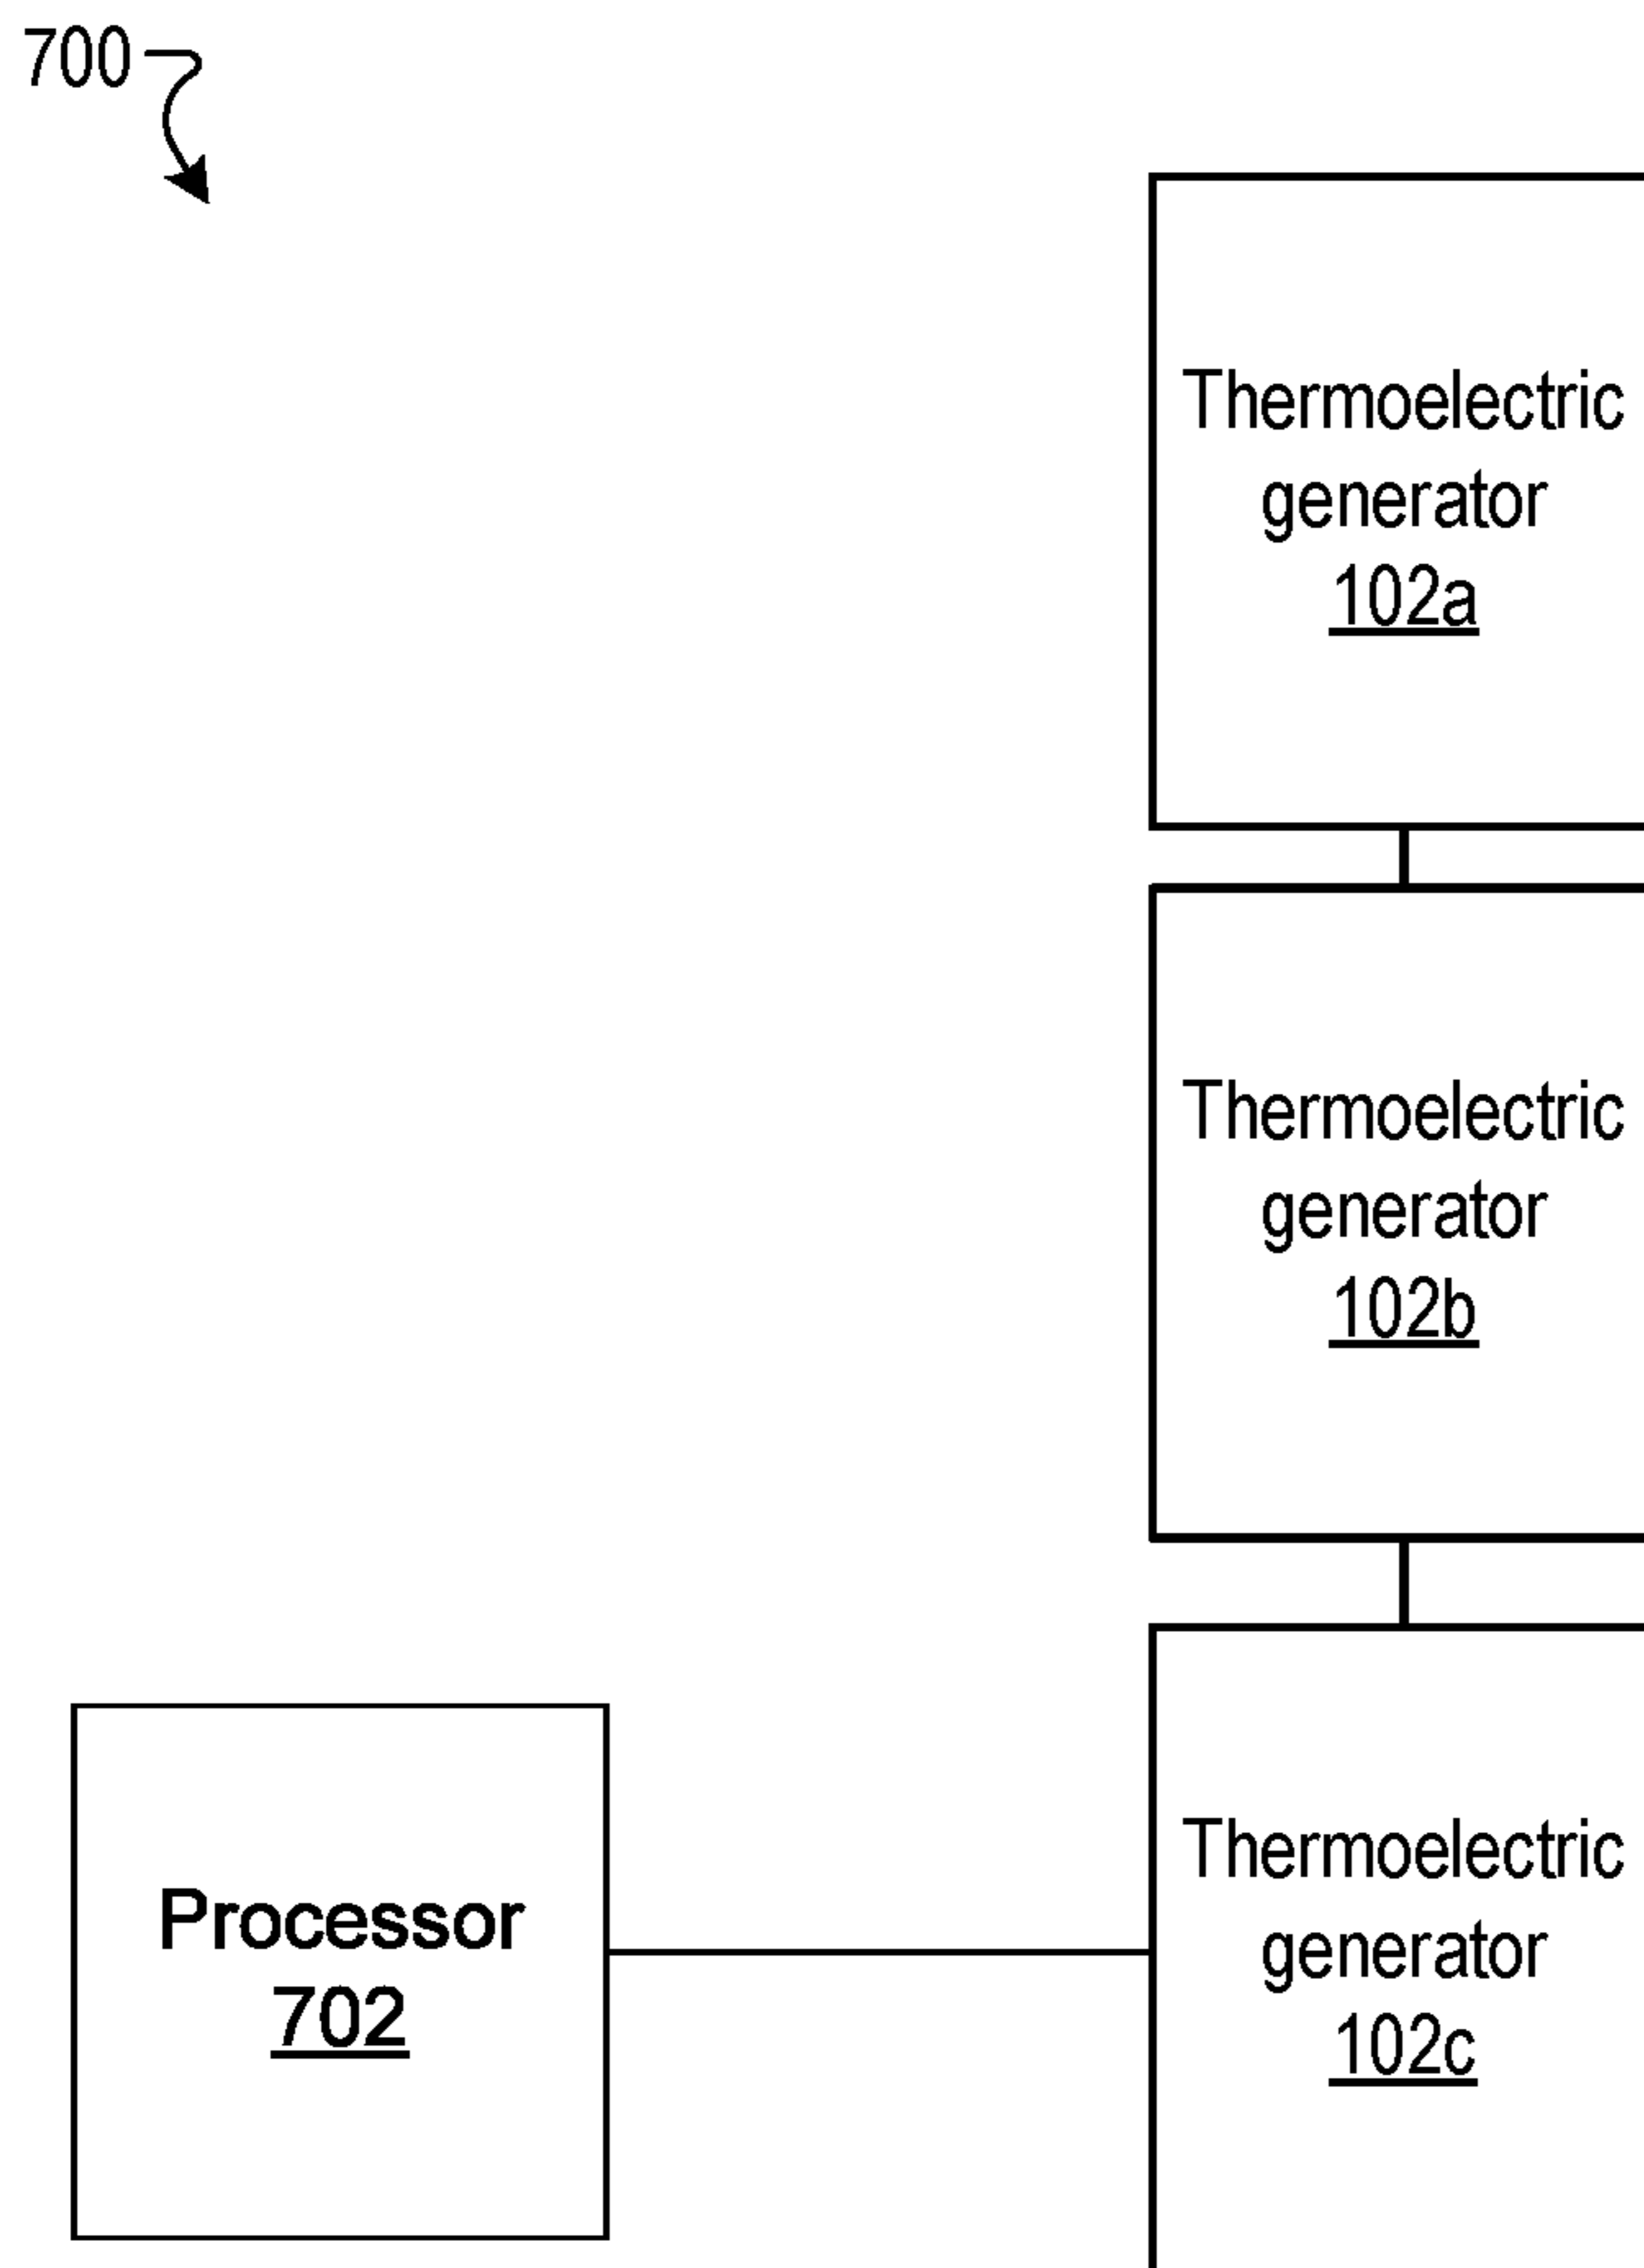 700
Thermoelectric
generator
102a
Thermoelectric
generator
102b
Thermoelectric
generator
102c
Processor
702